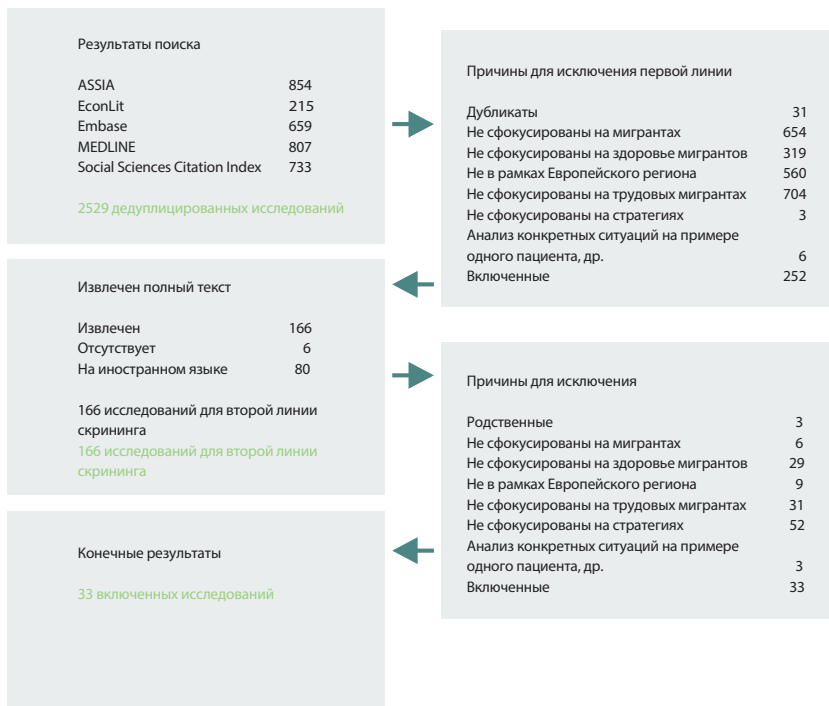 Результаты поиска
ASSIA 854
EconLit 215
Embase 659
MEDLINE 807
Social Sciences Citation Index 733
2529 дедуплицированных исследований
Причины для исключения первой линии
Дубликаты 31
Не сфокусированы на мигрантах 654
Не сфокусированы на здоровье мигрантов 319
Не в рамках Европейского региона 560
Не сфокусированы на трудовых мигрантах 704
Не сфокусированы на стратегиях 3
Анализ конкретных ситуаций на примере
одного пациента, др. 6
Включенные 252
Извлечен полный текст
Извлечен 166
Отсутствует 6
На иностранном языке 80
166 исследований для второй линии
скрининга
166 исследований для второй линии
скрининга
Причины для исключения
Родственные 3
Не сфокусированы на мигрантах 6
Не сфокусированы на здоровье мигрантов 29
Не в рамках Европейского региона 9
Не сфокусированы на трудовых мигрантах 31
Не сфокусированы на стратегиях 52
Анализ конкретных ситуаций на примере
одного пациента, др. 3
Включенные 33
Конечные результаты
33 включенных исследований